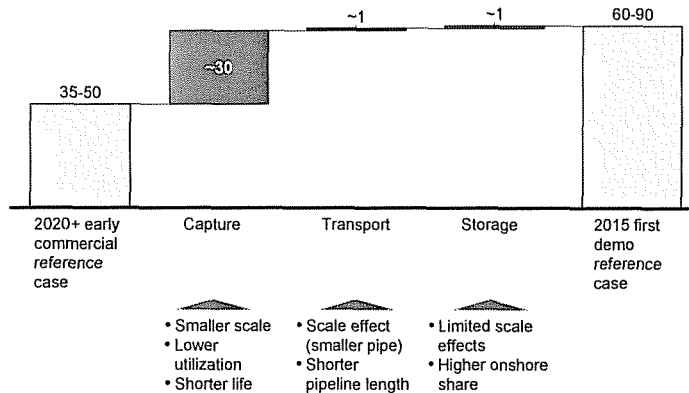 ~1
~1
60-90
~30
35-50
2020+ early
commercial
reference
case
Capture
Transport
Storage
2015 first
demo
reference
case
• Smaller scale
• Lower
utilization
• Shorter life
• Scale effect
(smaller pipe)
• Shorter
pipeline length
• Limited scale
effects
• Higher onshore
share